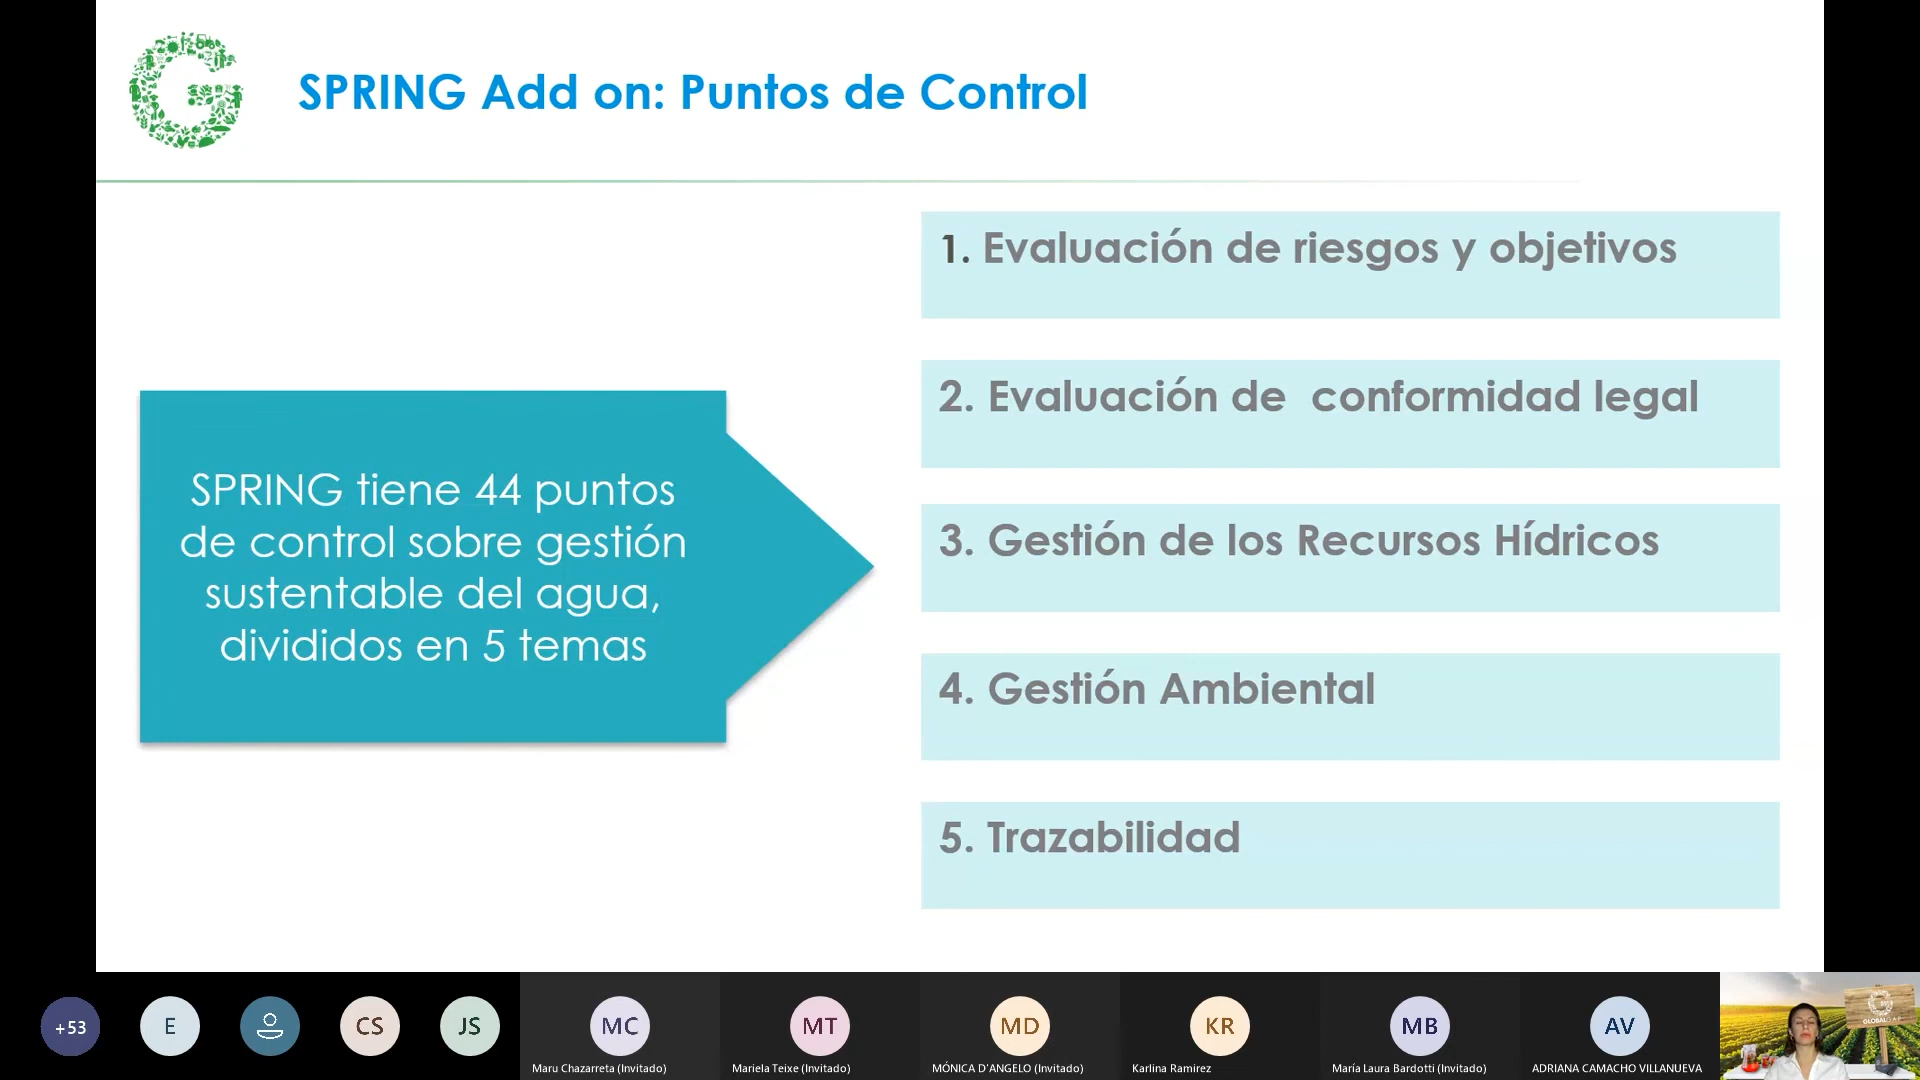 SPRING Add on: Puntos de Control
SPRING tiene 44 puntos
de control sobre gestión
sustentable del agua,
divididos en 5 temas
1. Evaluación de riesgos y objetivos
2. Evaluación de  conformidad legal
3. Gestión de los Recursos Hídricos
4. Gestión Ambiental
5. Trazabilidad
+53
E
CS
JS
MC
Maru Chazarreta (Invitado)
MT
Mariela Teixe (Invitado)
MD
MÓNICA D'ANGELO (Invitado)
KR
Karlina Ramirez
MB
María Laura Bardotti (Invitado)
AV
ADRIANA CAMACHO VILLANUEVA
GLOBALG.A.P.